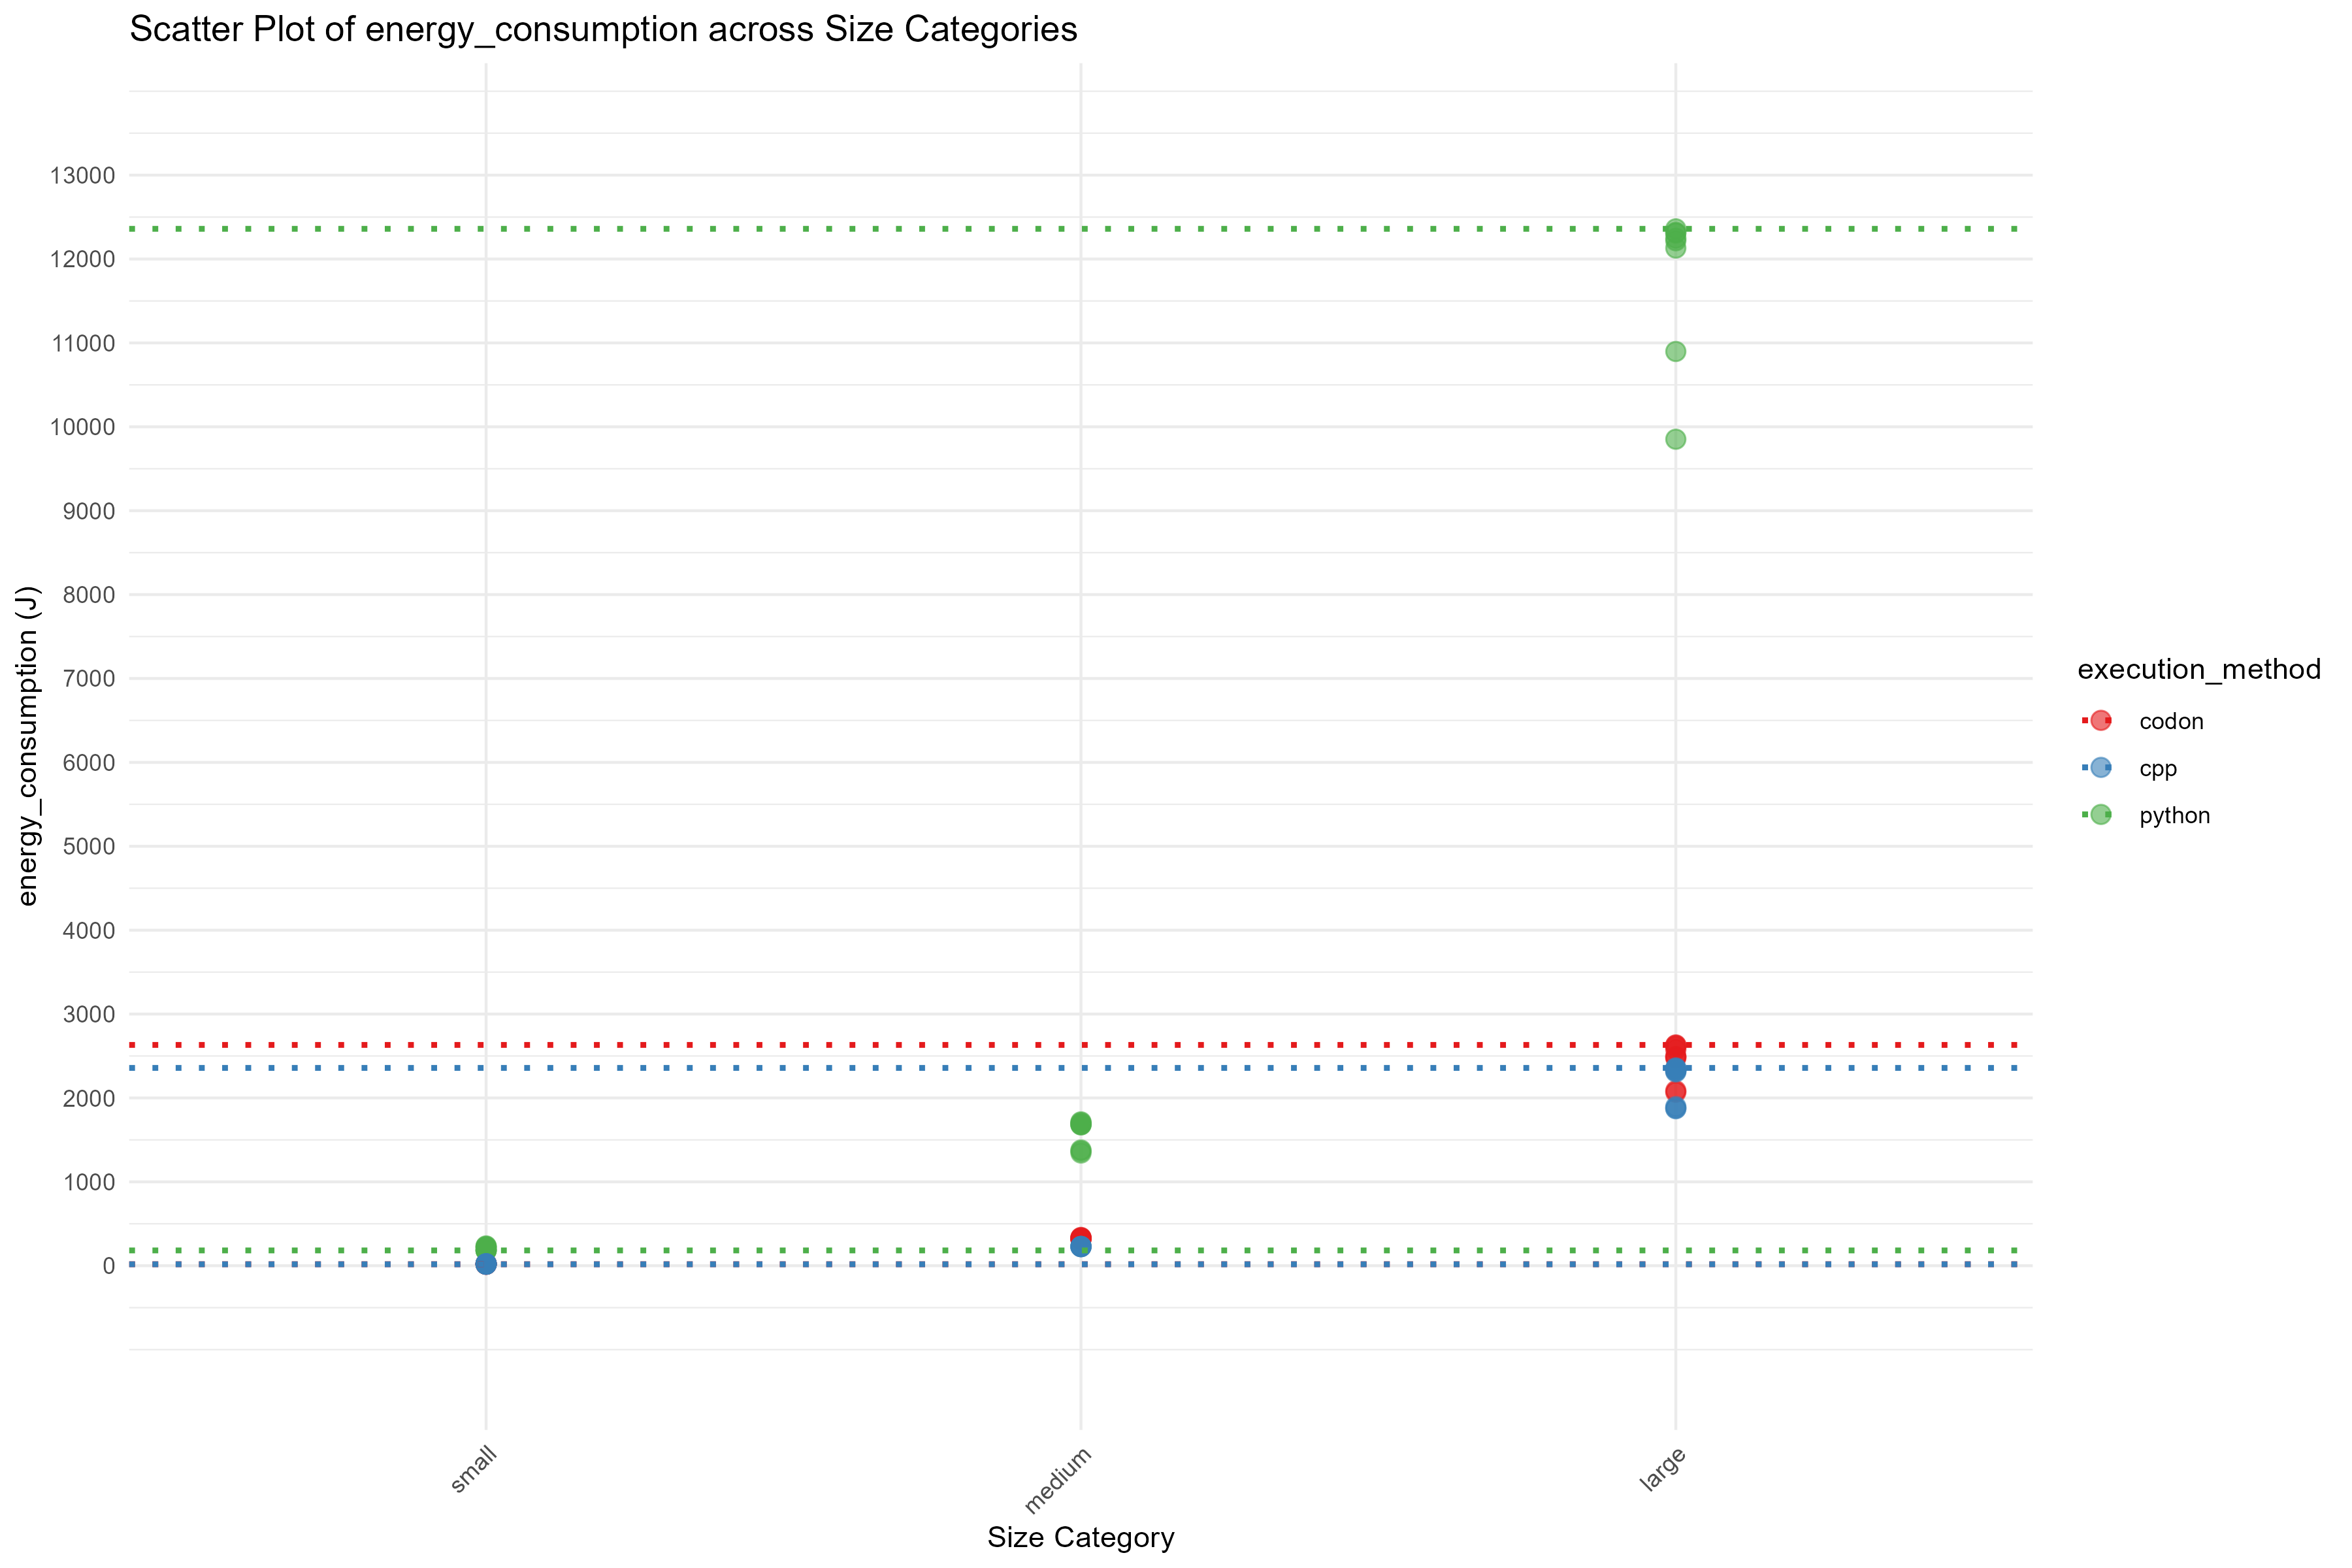 Scatter Plot of energy_consumption across Size Categories
13000
12000
11000
10000
9000
8000
7000
6000
5000
4000
3000
2000
1000
0
energy_consumption (J)
small
medium
large
Size Category
execution_method
codon
cpp
python